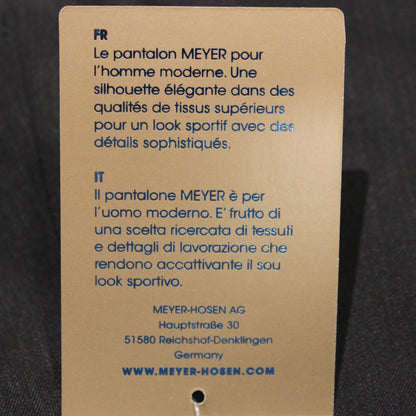 FR
Le pantalon MEYER pour
l'homme moderne. Une
silhouette élégante dans des
qualités de tissus supérieurs
pour un look sportif avec des
détails sophistiqués.
IT
Il pantalone MEYER è per
l'uomo moderno. E' frutto di
una scelta ricercata di tessuti
e dettagli di lavorazione che
rendono accattivante il sou
look sportivo.
MEYER-HOSEN AG
Hauptstraße 30
51580 Reichshof-Denklingen
Germany
WWW.MEYER-HOSEN.COM